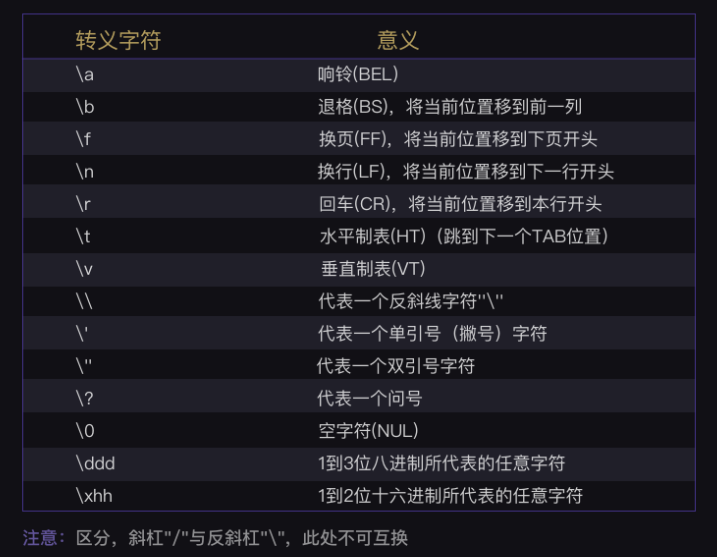 转义字符 意义
\a 响铃(BEL)
\b 退格(BS)，将当前位置移到前一列
\f 换页(FF)，将当前位置移到下页开头
\n 换行(LF)，将当前位置移到下一行开头
\r 回车(CR)，将当前位置移到本行开头
\t 水平制表(HT)（跳到下一个TAB位置）
\v 垂直制表(VT)
\\ 代表一个反斜线字符"\"
\' 代表一个单引号（撇号）字符
\" 代表一个双引号字符
\? 代表一个问号
\0 空字符(NUL)
\ddd 1到3位八进制所代表的任意字符
\xhh 1到2位十六进制所代表的任意字符
注意：区分，斜杠"/"与反斜杠"\"，此处不可互换